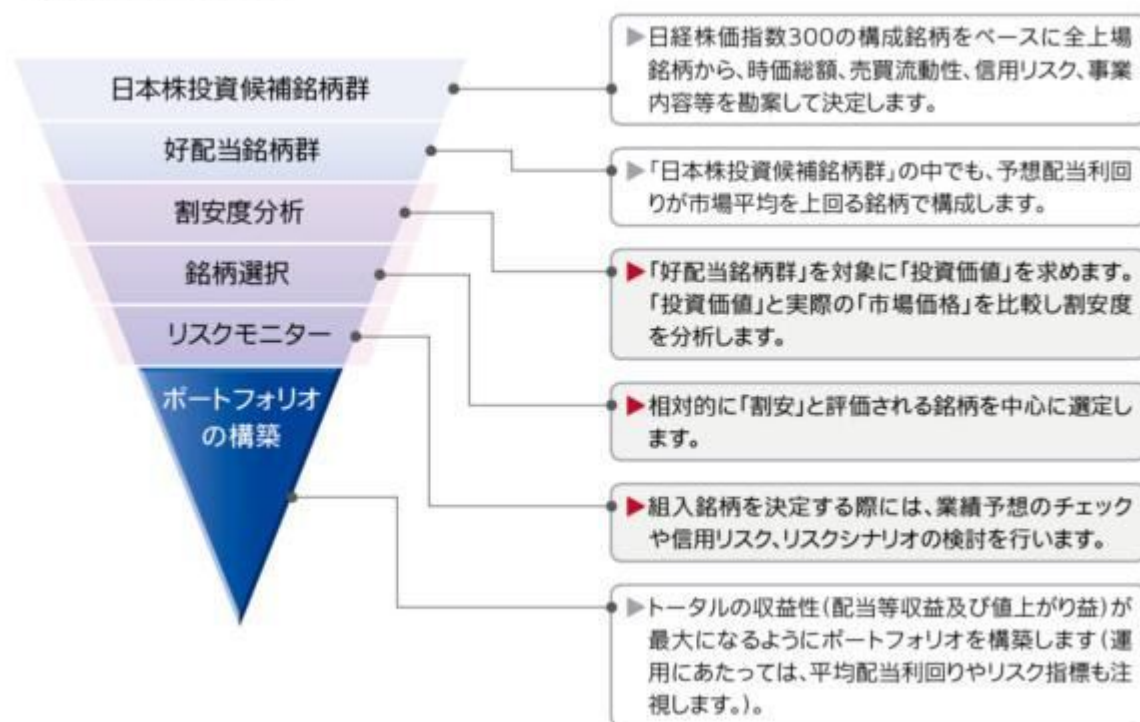 日本株投資候補銘柄群
好配当銘柄群
割安度分析
銘柄選択
リスクモニター
ポートフォリオ
の構築
▶日経株価指数300の構成銘柄をベースに全上場
銘柄から、時価総額、売買流動性、信用リスク、事業
内容等を勘案して決定します。
▶「日本株投資候補銘柄群」の中でも、予想配当利回
りが市場平均を上回る銘柄で構成します。
▶「好配当銘柄群」を対象に「投資価値」を求めます。
「投資価値」と実際の「市場価格」を比較し割安度
を分析します。
▶相対的に「割安」と評価される銘柄を中心に選定し
ます。
▶組入銘柄を決定する際には、業績予想のチェック
や信用リスク、リスクシナリオの検討を行います。
▶トータルの収益性(配当等収益及び値上がり益)が
最大になるようにポートフォリオを構築します(運
用にあたっては、平均配当利回りやリスク指標も注
視します。)。